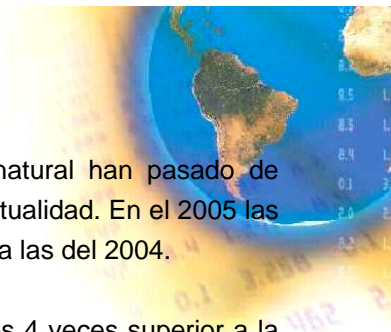 natural han pasado de
tualidad. En el 2005 las
a las del 2004.
s 4 veces superior a la